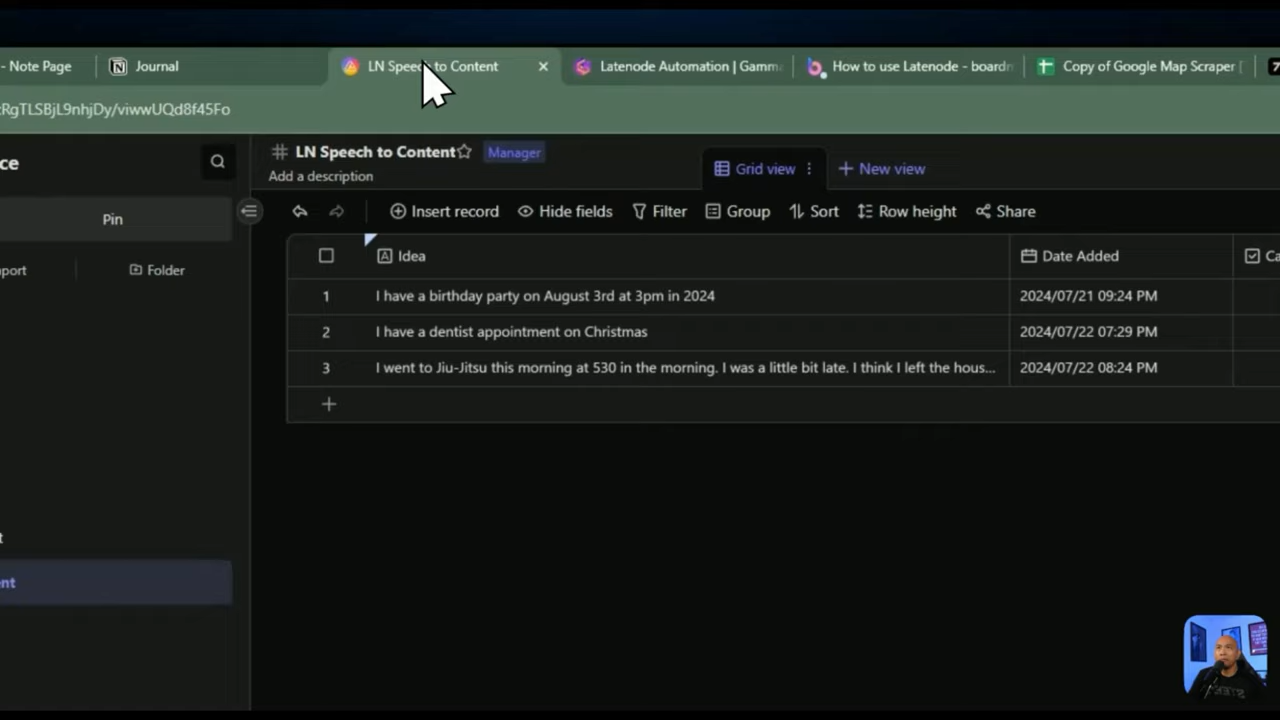 - Note Page
Journal
LN Speech to Content
Latenode Automation | Gamma
How to use Latenode - boardm
Copy of Google Map Scraper [
RgTLSBjL9nhjDy/viwwUQd8f45Fo
ce
LN Speech to Content
Manager
Add a description
Grid view
New view
Pin
Insert record
Hide fields
Filter
Group
Sort
Row height
Share
port
Folder
Idea
Date Added
Ca
1
I have a birthday party on August 3rd at 3pm in 2024
2024/07/21 09:24 PM
2
I have a dentist appointment on Christmas
2024/07/22 07:29 PM
3
I went to Jiu-Jitsu this morning at 530 in the morning. I was a little bit late. I think I left the hous...
2024/07/22 08:24 PM
t
nt